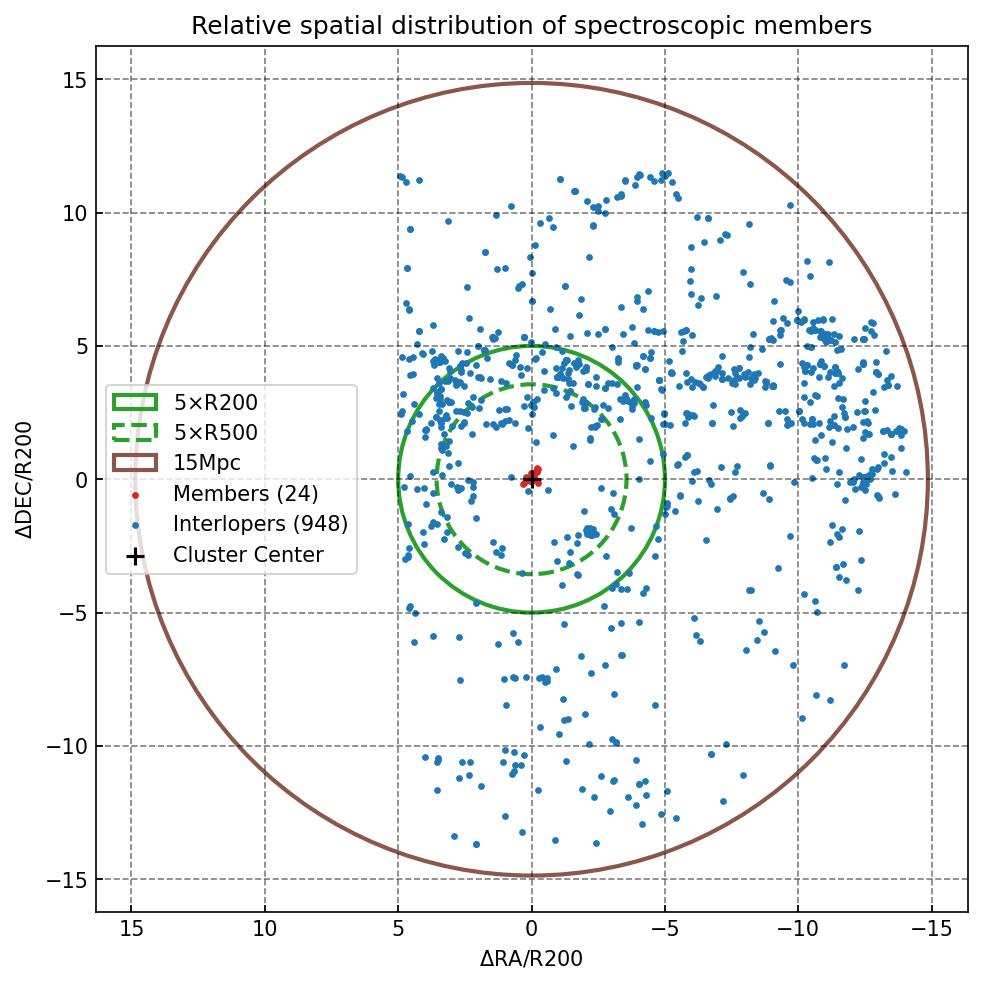 Relative spatial distribution of spectroscopic members
15
10
5
0
−5
−10
−15
ΔDEC/R200
5×R200
5×R500
15Mpc
Members (24)
Interlopers (948)
Cluster Center
15
10
5
0
−5
−10
−15
ΔRA/R200